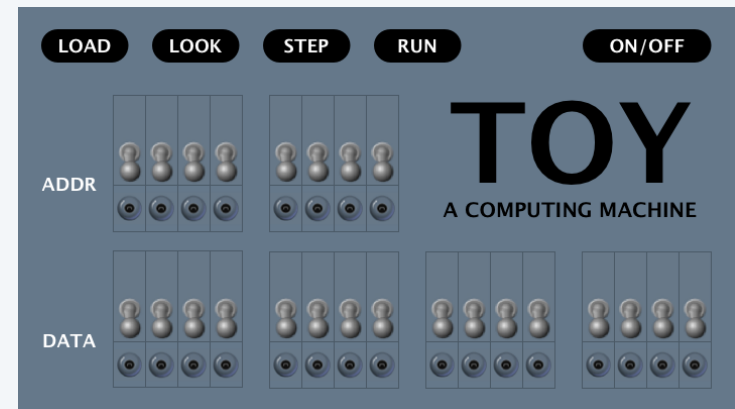 LOAD LOOK STEP RUN ON/OFF
TOY
ADDR
A COMPUTING MACHINE
DATA